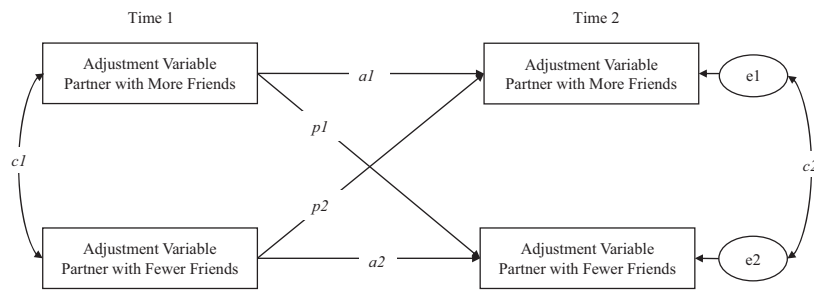 Time 1
Time 2
Adjustment Variable
Partner with More Friends
a1
Adjustment Variable
Partner with More Friends
e1
p1
c1
c2
p2
Adjustment Variable
Partner with Fewer Friends
a2
Adjustment Variable
Partner with Fewer Friends
e2